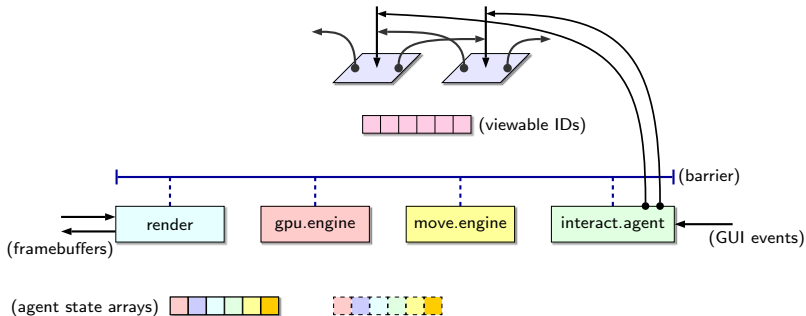 (viewable IDs)
(barrier)
render
gpu.engine
move.engine
interact.agent
(framebuffers)
(GUI events)
(agent state arrays)